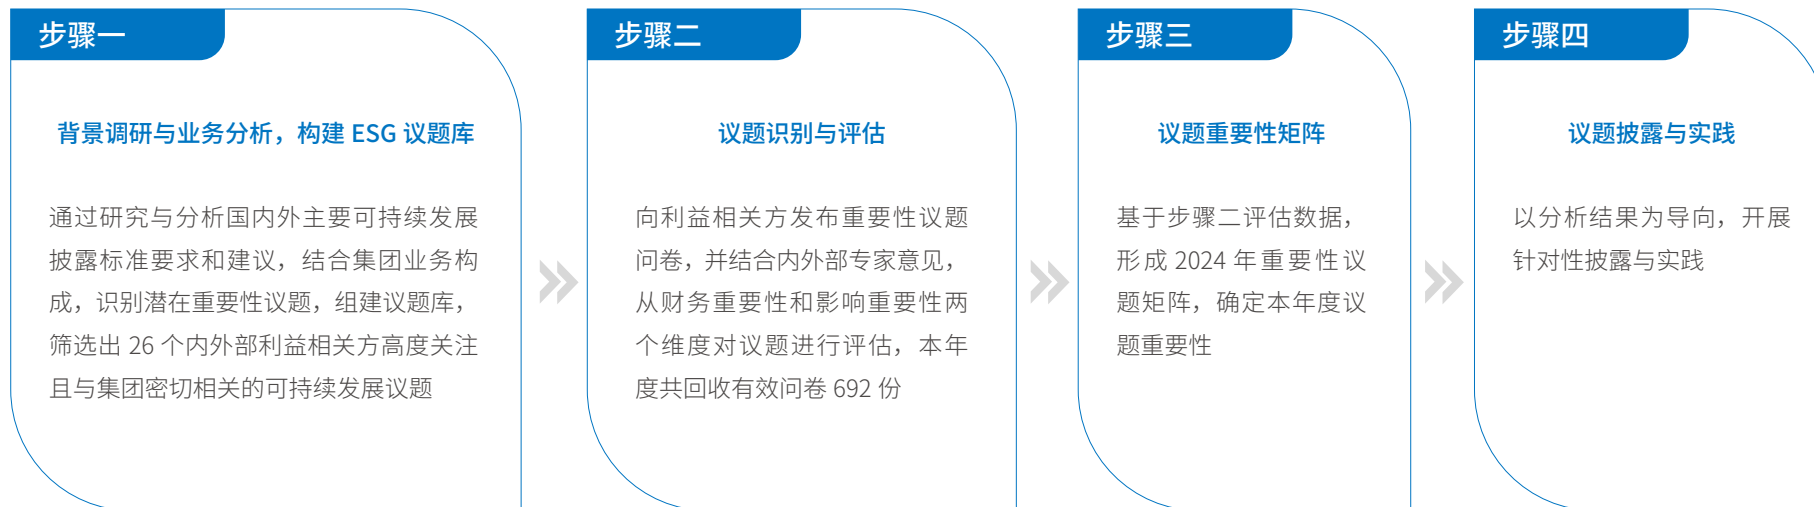 步骤一
背景调研与业务分析，构建 ESG 议题库
通过研究与分析国内外主要可持续发展
披露标准要求和建议，结合集团业务构
成，识别潜在重要性议题，组建议题库，
筛选出 26 个内外部利益相关方高度关注
且与集团密切相关的可持续发展议题
步骤二
议题识别与评估
向利益相关方发布重要性议题
问卷，并结合内外部专家意见，
从财务重要性和影响重要性两
个维度对议题进行评估，本年
度共回收有效问卷 692 份
步骤三
议题重要性矩阵
基于步骤二评估数据，
形成 2024 年重要性议
题矩阵，确定本年度议
题重要性
步骤四
议题披露与实践
以分析结果为导向，开展
针对性披露与实践